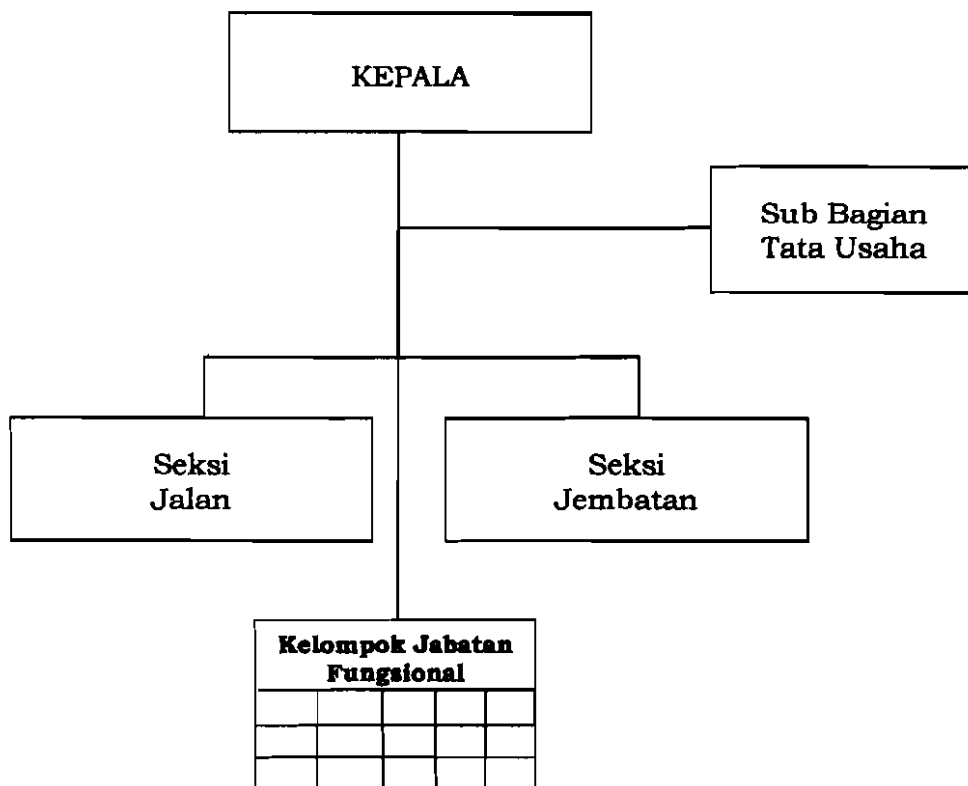 KEPALA
Sub Bagian
Tata Usaha
Seksi
Jalan
Seksi
Jembatan
Kelompok Jabatan
Fungsional